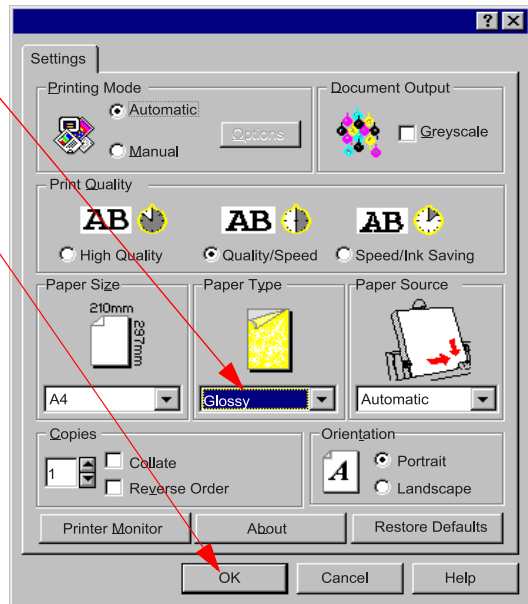 Settings
Printing Mode
Automatic
Manual
Options
Document Output
Greyscale
Print Quality
AB AB AB
High Quality Quality/Speed Speed/Ink Saving
Paper Size
210mm
297mm
A4
Paper Type
Glossy
Paper Source
Automatic
Copies
1
Collate
Reverse Order
Orientation
A
Portrait
Landscape
Printer Monitor About Restore Defaults
OK Cancel Help